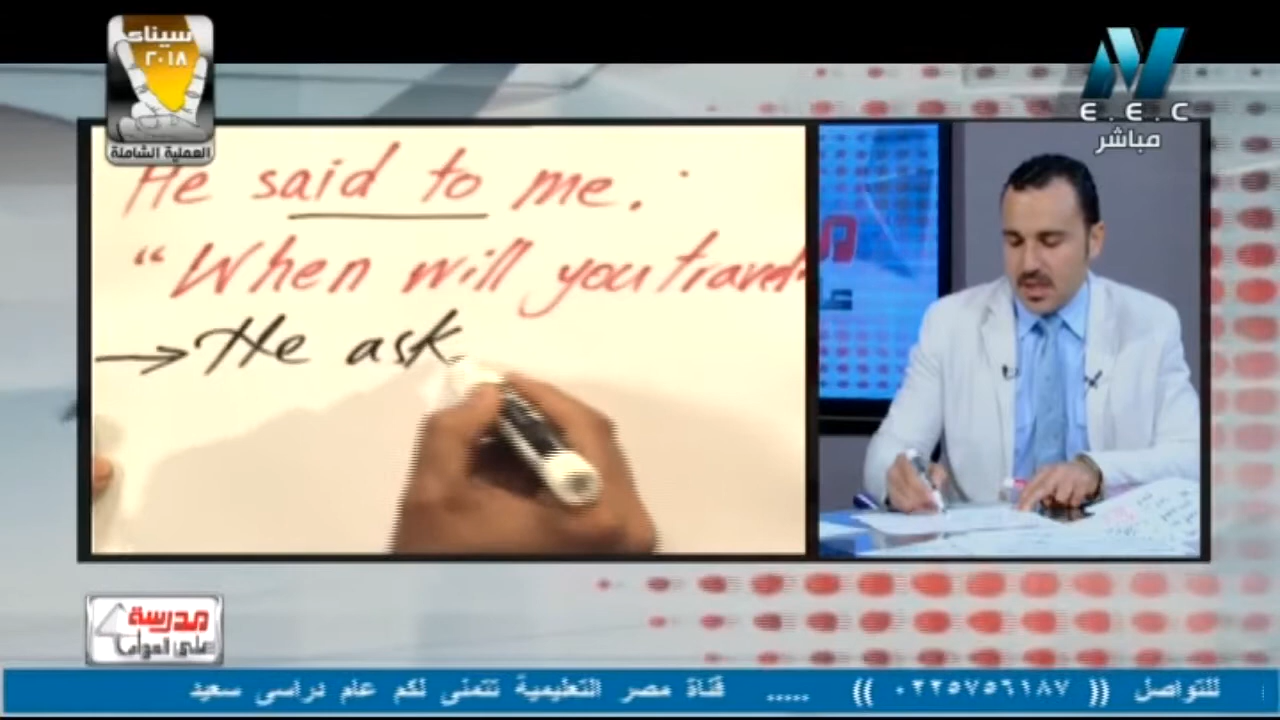 سيناء
٢٠١٨
العملية الشاملة
E.E.C
مباشر
He said to me.
"When will you travel
→ He ask
مدرسة
على الهواء
للتواصل (( ٠٢٢٥٧٥٦١٨٧ )) ..... قناة مصر التعليمية تتمنى لكم عام دراسى سعيد